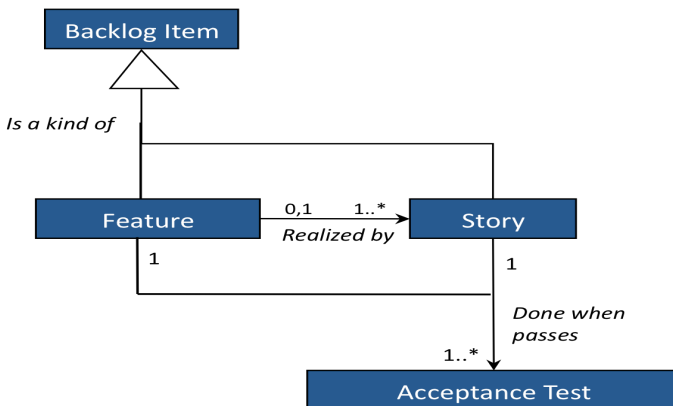 Backlog Item
Is a kind of
Feature
0,1 1..*
Realized by
Story
1
1
Done when
passes
1..*
Acceptance Test